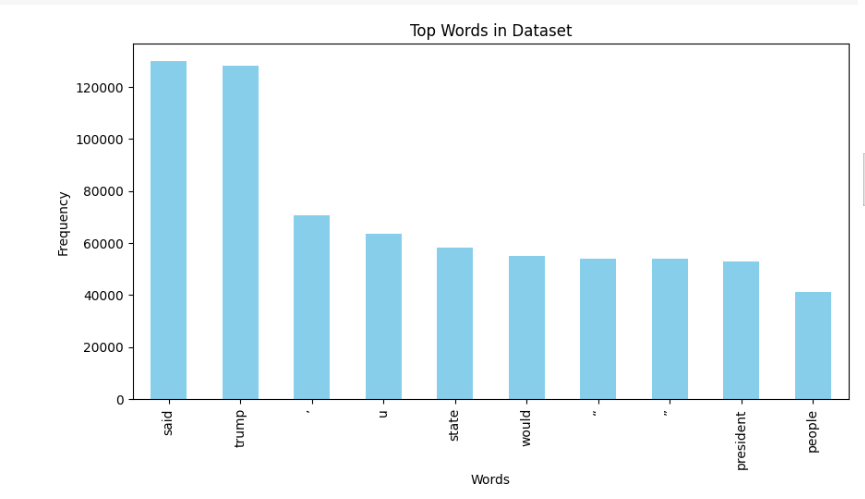 Top Words in Dataset
120000
100000
80000
60000
40000
20000
0
Frequency
said
trump
’
u
state
would
“
”
president
people
Words